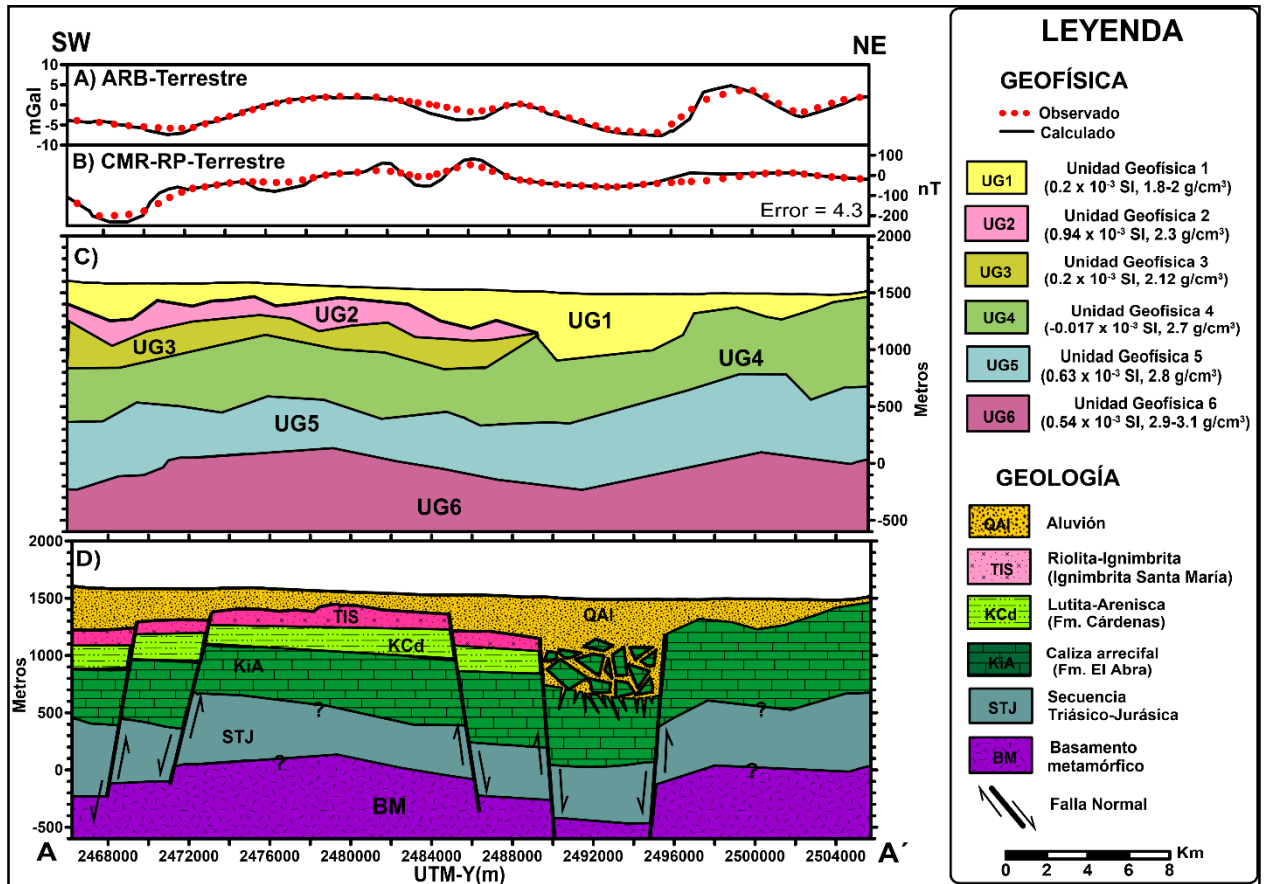 SW
NE
A) ARB-Terrestre
10
5
0
-5
-10
mGal
B) CMR-RP-Terrestre
100
0
-100
-200
nT
Error = 4.3
C)
2000
1500
1000
500
0
-500
Metros
UG1
UG2
UG3
UG4
UG5
UG6
D)
2000
1500
1000
500
0
-500
Metros
TIS
QAl
KCd
KiA
?
STJ
?
?
?
BM
A
2468000 2472000 2476000 2480000 2484000 2488000 2492000 2496000 2500000 2504000
A´
UTM-Y(m)
LEYENDA
GEOFÍSICA
Observado
Calculado
UG1
Unidad Geofísica 1
(0.2 x 10⁻³ SI, 1.8-2 g/cm³)
UG2
Unidad Geofísica 2
(0.94 x 10⁻³ SI, 2.3 g/cm³)
UG3
Unidad Geofísica 3
(0.2 x 10⁻³ SI, 2.12 g/cm³)
UG4
Unidad Geofísica 4
(-0.017 x 10⁻³ SI, 2.7 g/cm³)
UG5
Unidad Geofísica 5
(0.63 x 10⁻³ SI, 2.8 g/cm³)
UG6
Unidad Geofísica 6
(0.54 x 10⁻³ SI, 2.9-3.1 g/cm³)
GEOLOGÍA
QAl
Aluvión
TIS
Riolita-Ignimbrita
(Ignimbrita Santa María)
KCd
Lutita-Arenisca
(Fm. Cárdenas)
KiA
Caliza arrecifal
(Fm. El Abra)
STJ
Secuencia
Triásico-Jurásica
BM
Basamento
metamórfico
Falla Normal
Km
0 2 4 6 8